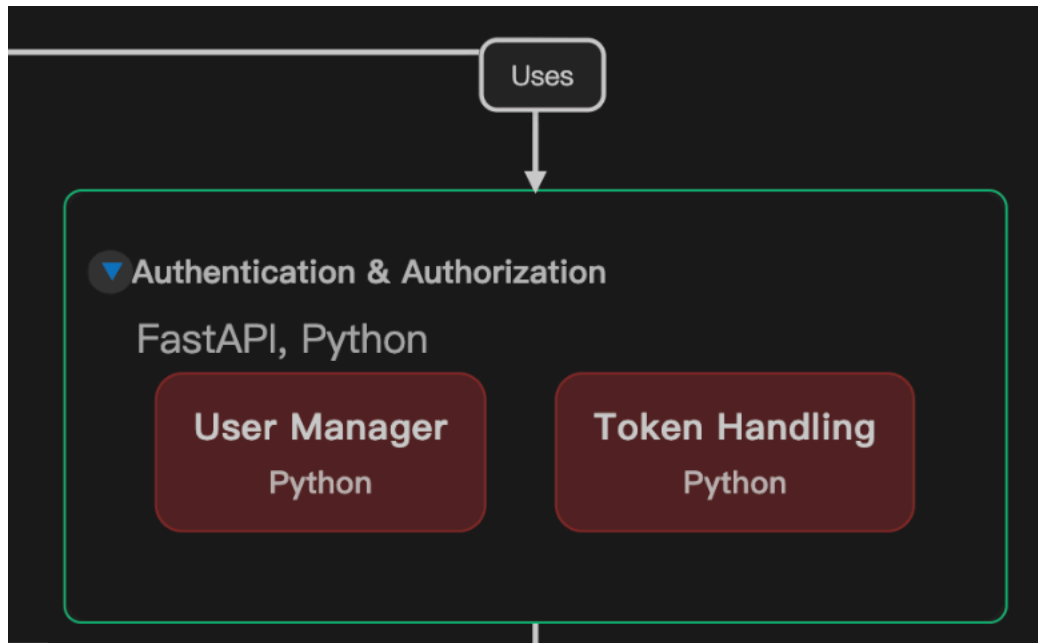 Uses
Authentication & Authorization
FastAPI, Python
User Manager
Python
Token Handling
Python